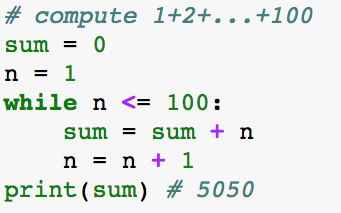 # compute 1+2+...+100
sum = 0
n = 1
while n <= 100:
    sum = sum + n
    n = n + 1
print(sum) # 5050